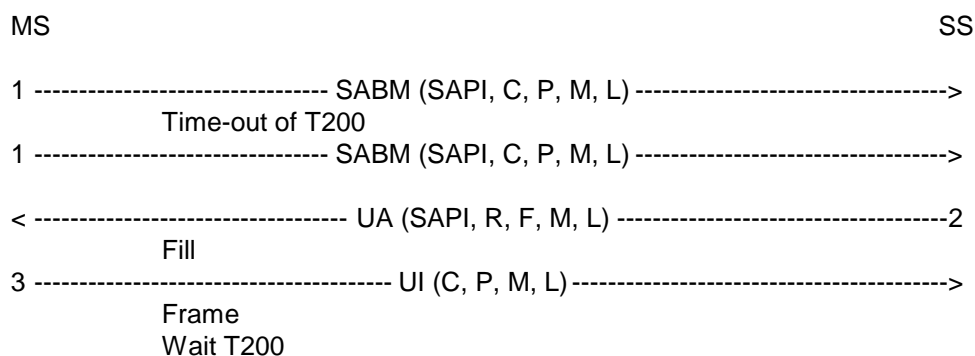 MS SS
1 --------------------------------- SABM (SAPI, C, P, M, L) ----------------------------------->
Time-out of T200
1 --------------------------------- SABM (SAPI, C, P, M, L) ----------------------------------->
< ----------------------------------- UA (SAPI, R, F, M, L) -------------------------------------2
Fill
3 ---------------------------------------- UI (C, P, M, L) ------------------------------------------>
Frame
Wait T200